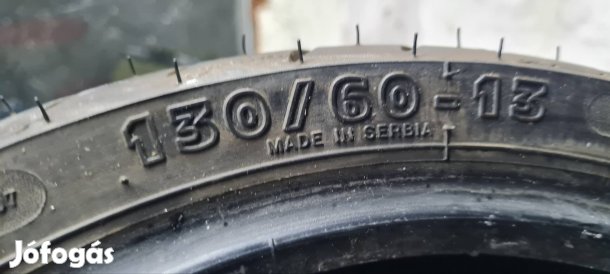 130/60-13
MADE IN SERBIA
Jófogás